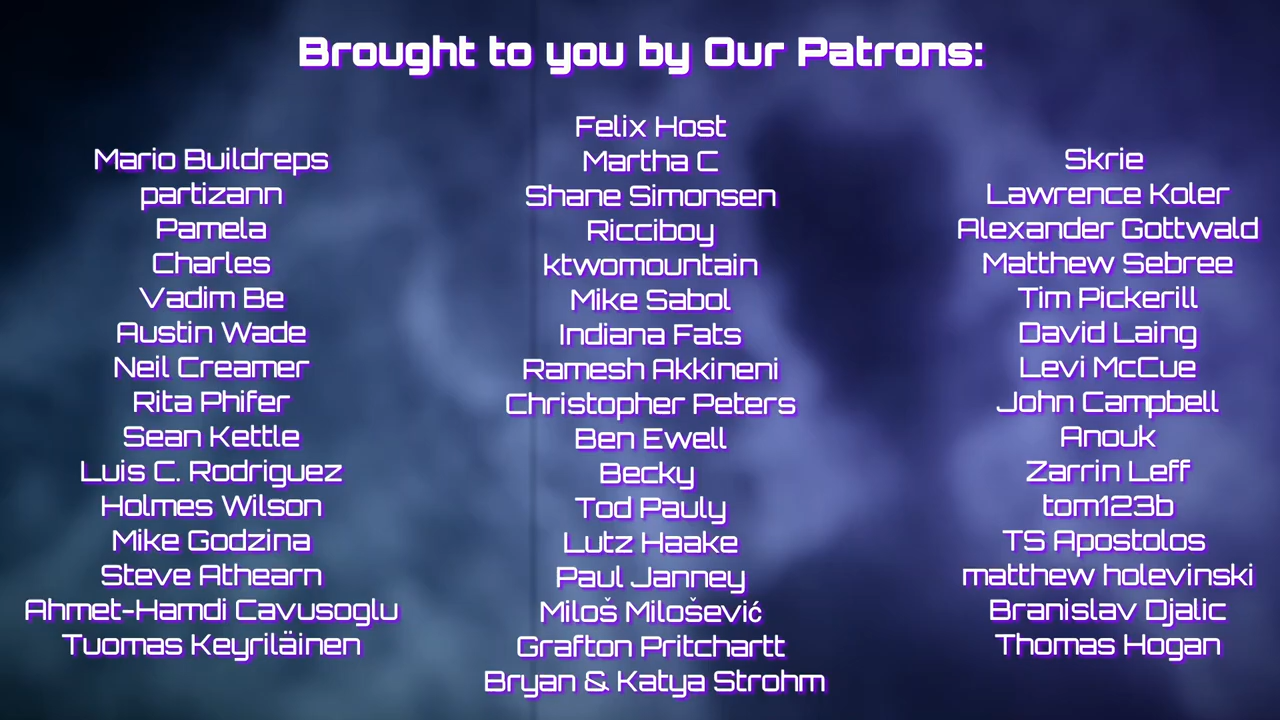 Brought to you by Our Patrons:
Mario Buildreps
partizann
Pamela
Charles
Vadim Be
Austin Wade
Neil Creamer
Rita Phifer
Sean Kettle
Luis C. Rodriguez
Holmes Wilson
Mike Godzina
Steve Athearn
Ahmet-Hamdi Cavusoglu
Tuomas Keyriläinen
Felix Host
Martha C
Shane Simonsen
Ricciboy
ktwomountain
Mike Sabol
Indiana Fats
Ramesh Akkineni
Christopher Peters
Ben Ewell
Becky
Tod Pauly
Lutz Haake
Paul Janney
Miloš Milošević
Grafton Pritchartt
Bryan & Katya Strohm
Skrie
Lawrence Koler
Alexander Gottwald
Matthew Sebree
Tim Pickerill
David Laing
Levi McCue
John Campbell
Anouk
Zarrin Leff
tom123b
TS Apostolos
matthew holevinski
Branislav Djalic
Thomas Hogan